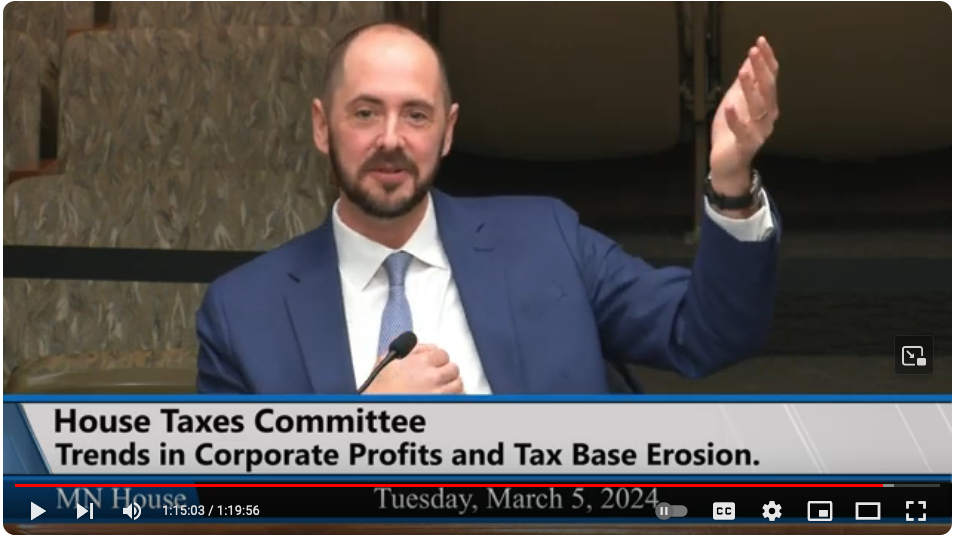 House Taxes Committee
Trends in Corporate Profits and Tax Base Erosion.
MN House
Tuesday, March 5, 2024
1:15:03 / 1:19:56
CC